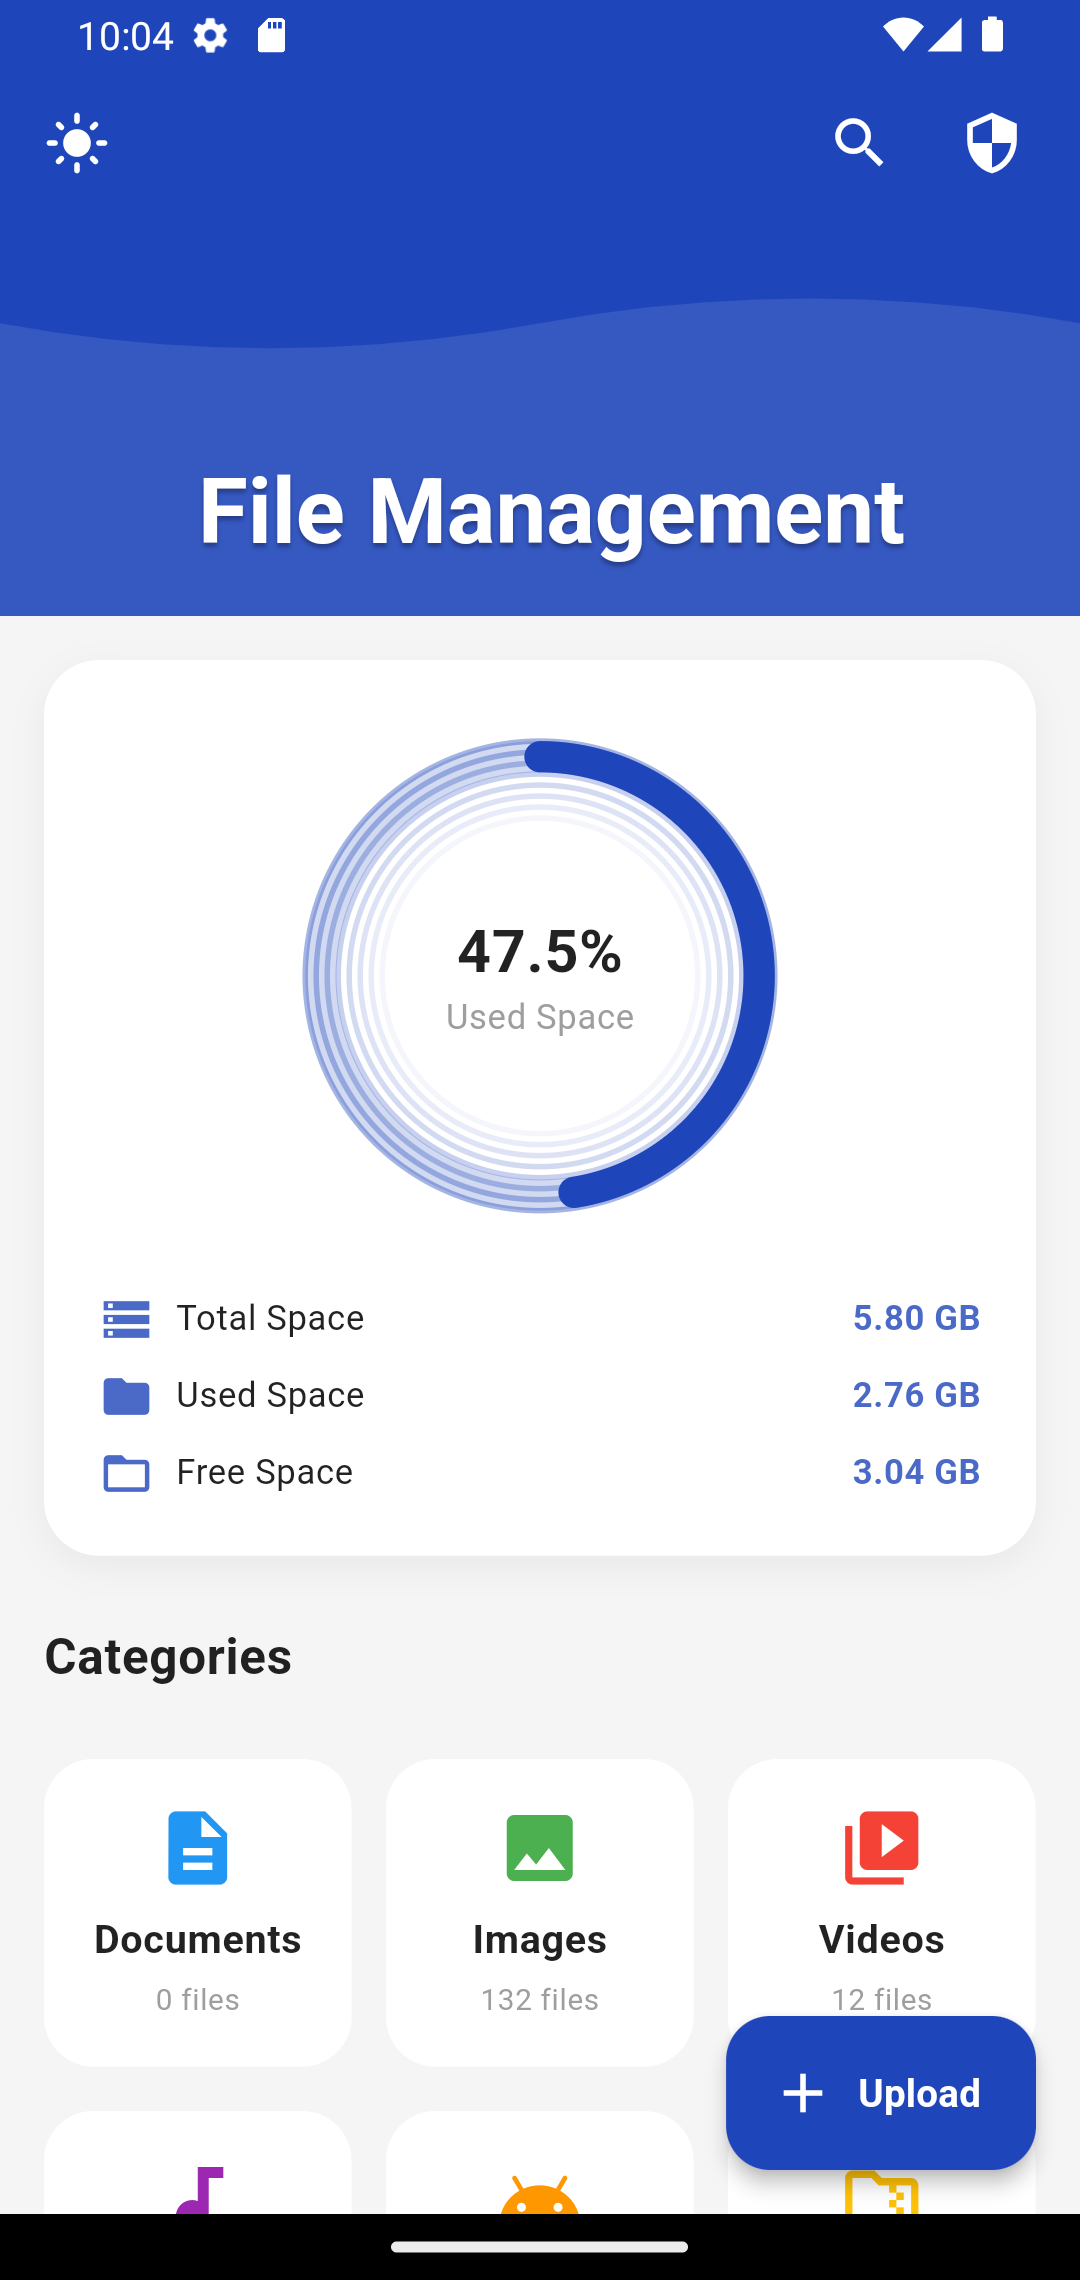 10:04
File Management
47.5%
Used Space
Total Space 5.80 GB
Used Space 2.76 GB
Free Space 3.04 GB
Categories
Documents Images Videos
0 files 132 files 12 files
Upload